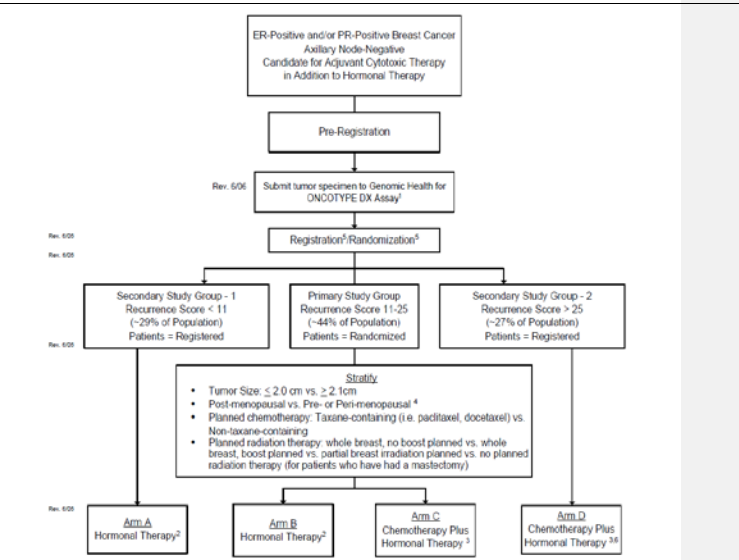 ER-Positive and/or PR-Positive Breast Cancer
Axillary Node-Negative
Candidate for Adjuvant Cytotoxic Therapy
in Addition to Hormonal Therapy
Pre-Registration
Rev. 6/06
Submit tumor specimen to Genomic Health for
ONCOTYPE DX Assay¹
Rev. 6/06
Registration⁵/Randomization⁵
Rev. 6/06
Secondary Study Group - 1
Recurrence Score < 11
(~29% of Population)
Patients = Registered
Primary Study Group
Recurrence Score 11-25
(~44% of Population)
Patients = Randomized
Secondary Study Group - 2
Recurrence Score > 25
(~27% of Population)
Patients = Registered
Rev. 6/06
Stratify
• Tumor Size: ≤ 2.0 cm vs. ≥ 2.1cm
• Post-menopausal vs. Pre- or Peri-menopausal ⁴
• Planned chemotherapy: Taxane-containing (i.e. paclitaxel, docetaxel) vs.
Non-taxane-containing
• Planned radiation therapy: whole breast, no boost planned vs. whole
breast, boost planned vs. partial breast irradiation planned vs. no planned
radiation therapy (for patients who have had a mastectomy)
Rev. 6/06
Arm A
Hormonal Therapy²
Arm B
Hormonal Therapy²
Arm C
Chemotherapy Plus
Hormonal Therapy ³
Arm D
Chemotherapy Plus
Hormonal Therapy ³,⁶